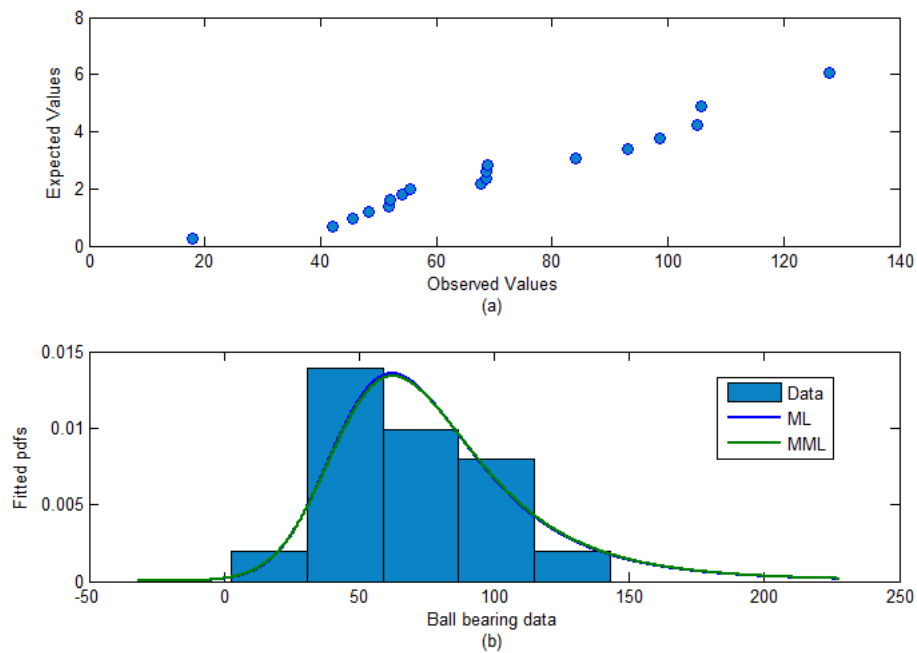 8
6
4
2
0
Expected Values
0 20 40 60 80 100 120 140
Observed Values
(a)
0.015
0.01
0.005
0
Fitted pdfs
Data
ML
MML
-50 0 50 100 150 200 250
Ball bearing data
(b)